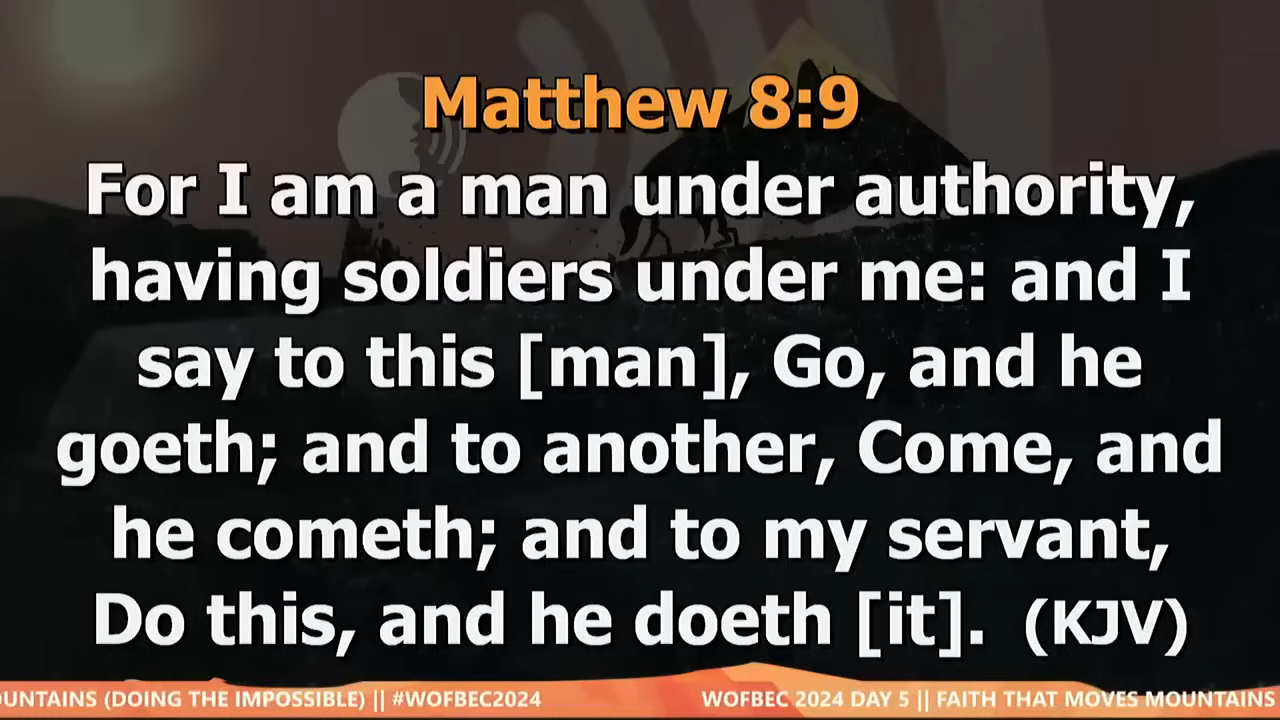 Matthew 8:9
For I am a man under authority,
having soldiers under me: and I
say to this [man], Go, and he
goeth; and to another, Come, and
he cometh; and to my servant,
Do this, and he doeth [it]. (KJV)
OUNTAINS (DOING THE IMPOSSIBLE) || #WOFBEC2024 WOFBEC 2024 DAY 5 || FAITH THAT MOVES MOUNTAINS